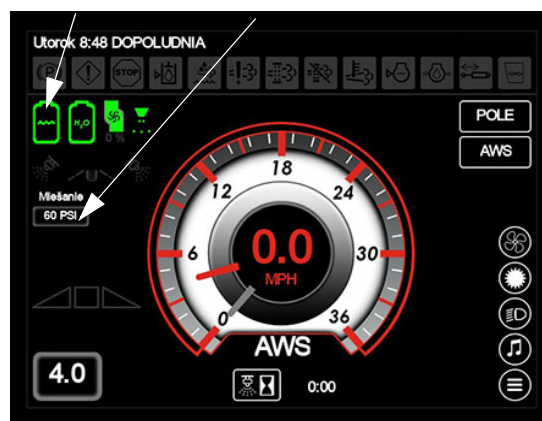 Utorok 8:48 DOPOLUDNIA
STOP
H₂O
0 %
POLE
AWS
Miešanie
60 PSI
18
12
24
6
30
0
36
0.0
MPH
AWS
4.0
0:00